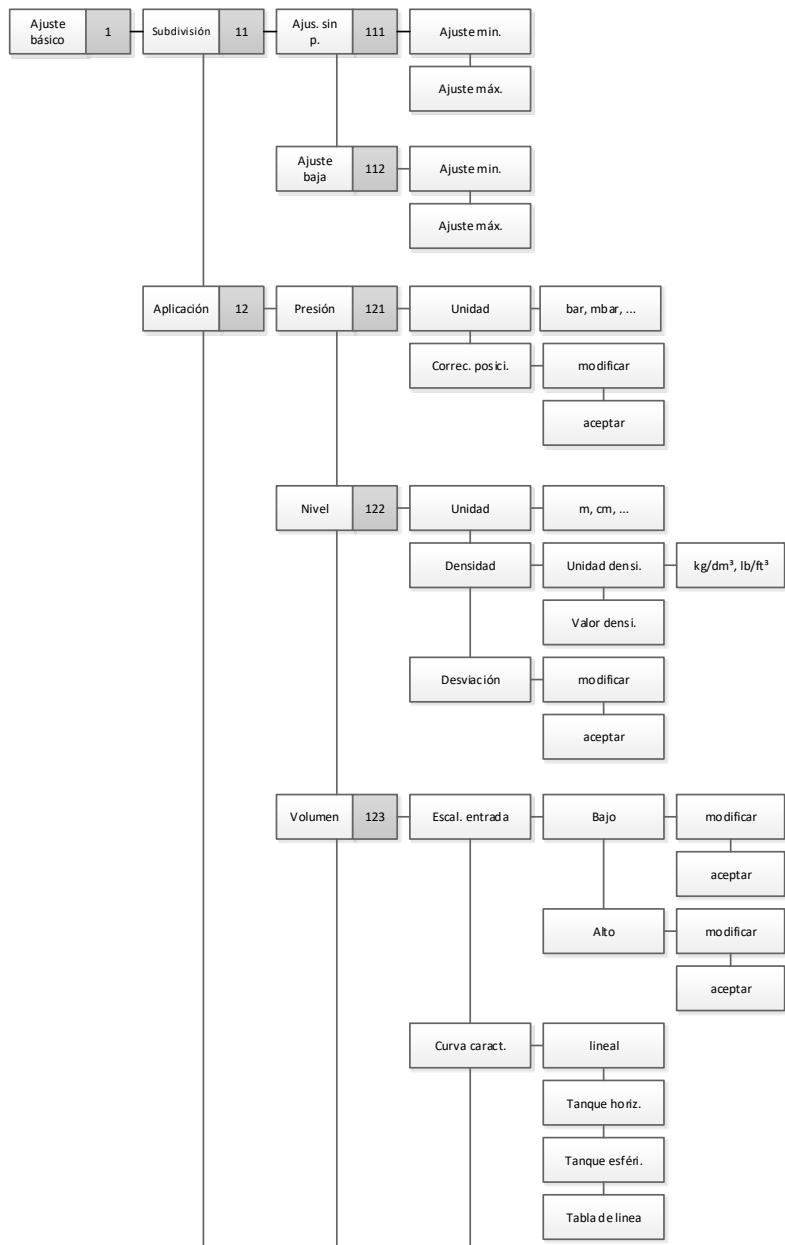 Ajuste
básico
1
Subdivisión
11
Ajus. sin
p.
111
Ajuste min.
Ajuste máx.
Ajuste
baja
112
Ajuste min.
Ajuste máx.
Aplicación
12
Presión
121
Unidad
bar, mbar, ...
Correc. posici.
modificar
aceptar
Nivel
122
Unidad
m, cm, ...
Densidad
Unidad densi.
kg/dm³, lb/ft³
Valor densi.
Desviación
modificar
aceptar
Volumen
123
Escal. entrada
Bajo
modificar
aceptar
Alto
modificar
aceptar
Curva caract.
lineal
Tanque horiz.
Tanque esféri.
Tabla de linea